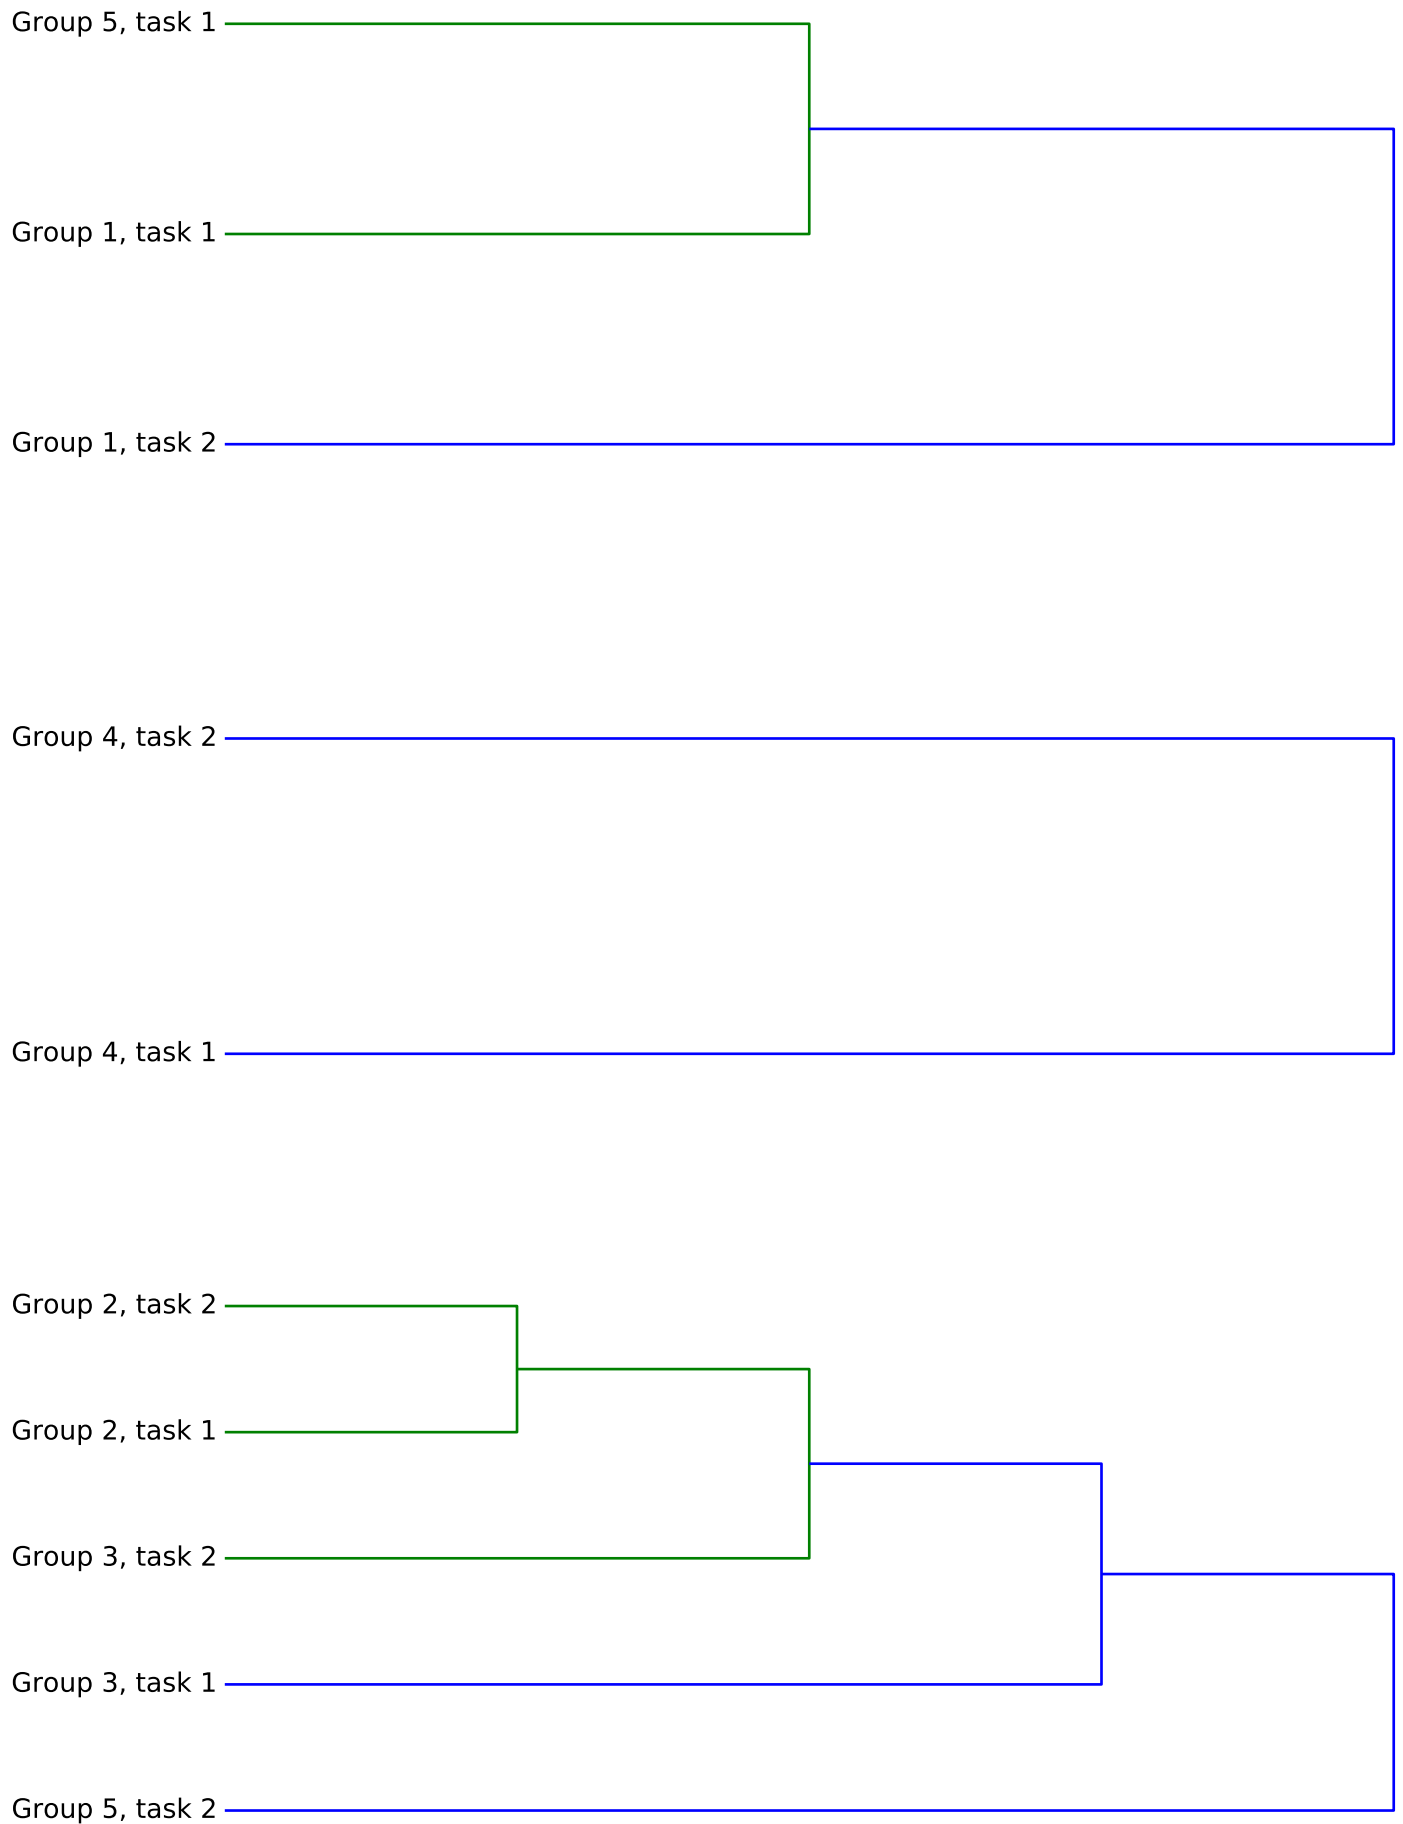 Group 5, task 1
Group 1, task 1
Group 1, task 2
Group 4, task 2
Group 4, task 1
Group 2, task 2
Group 2, task 1
Group 3, task 2
Group 3, task 1
Group 5, task 2